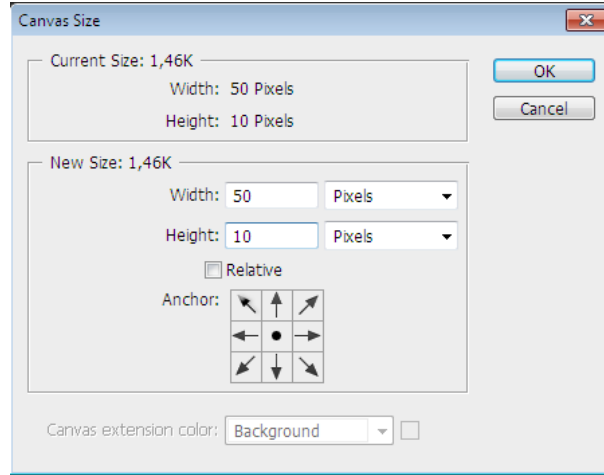 Canvas Size
Current Size: 1,46K
Width: 50 Pixels
Height: 10 Pixels
OK
Cancel
New Size: 1,46K
Width: 50 Pixels
Height: 10 Pixels
Relative
Anchor:
Canvas extension color: Background